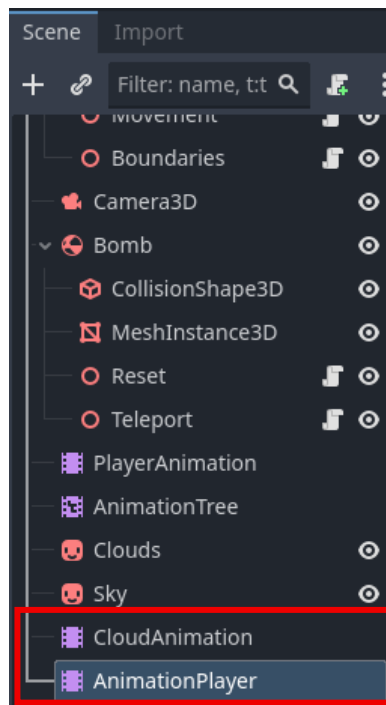 Scene Import
Filter: name, t:t
Movement
Boundaries
Camera3D
Bomb
CollisionShape3D
MeshInstance3D
Reset
Teleport
PlayerAnimation
AnimationTree
Clouds
Sky
CloudAnimation
AnimationPlayer